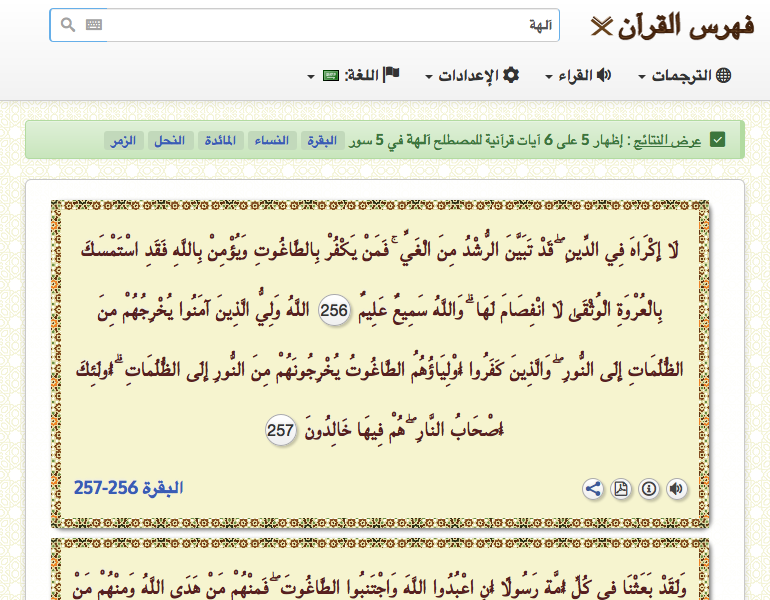 فهرس القرآن
آلهة
الترجمات
القراء
الإعدادات
اللغة:
عرض النتائج : إظهار 5 على 6 آيات قرآنية للمصطلح آلهة في 5 سور البقرة النساء المائدة النحل الزمر
لَا إِكْرَاهَ فِي الدِّينِ ۖ قَدْ تَبَيَّنَ الرُّشْدُ مِنَ الْغَيِّ ۚ فَمَنْ يَكْفُرْ بِالطَّاغُوتِ وَيُؤْمِنْ بِاللَّهِ فَقَدِ اسْتَمْسَكَ
بِالْعُرْوَةِ الْوُثْقَىٰ لَا انْفِصَامَ لَهَا ۗ وَاللَّهُ سَمِيعٌ عَلِيمٌ 256 اللَّهُ وَلِيُّ الَّذِينَ آمَنُوا يُخْرِجُهُمْ مِنَ
الظُّلُمَاتِ إِلَى النُّورِ ۖ وَالَّذِينَ كَفَرُوا أَوْلِيَاؤُهُمُ الطَّاغُوتُ يُخْرِجُونَهُمْ مِنَ النُّورِ إِلَى الظُّلُمَاتِ ۗ أُولَٰئِكَ
أَصْحَابُ النَّارِ ۖ هُمْ فِيهَا خَالِدُونَ 257
البقرة 256-257
وَلَقَدْ بَعَثْنَا فِي كُلِّ أُمَّةٍ رَسُولًا أَنِ اعْبُدُوا اللَّهَ وَاجْتَنِبُوا الطَّاغُوتَ ۖ فَمِنْهُمْ مَنْ هَدَى اللَّهُ وَمِنْهُمْ مَنْ